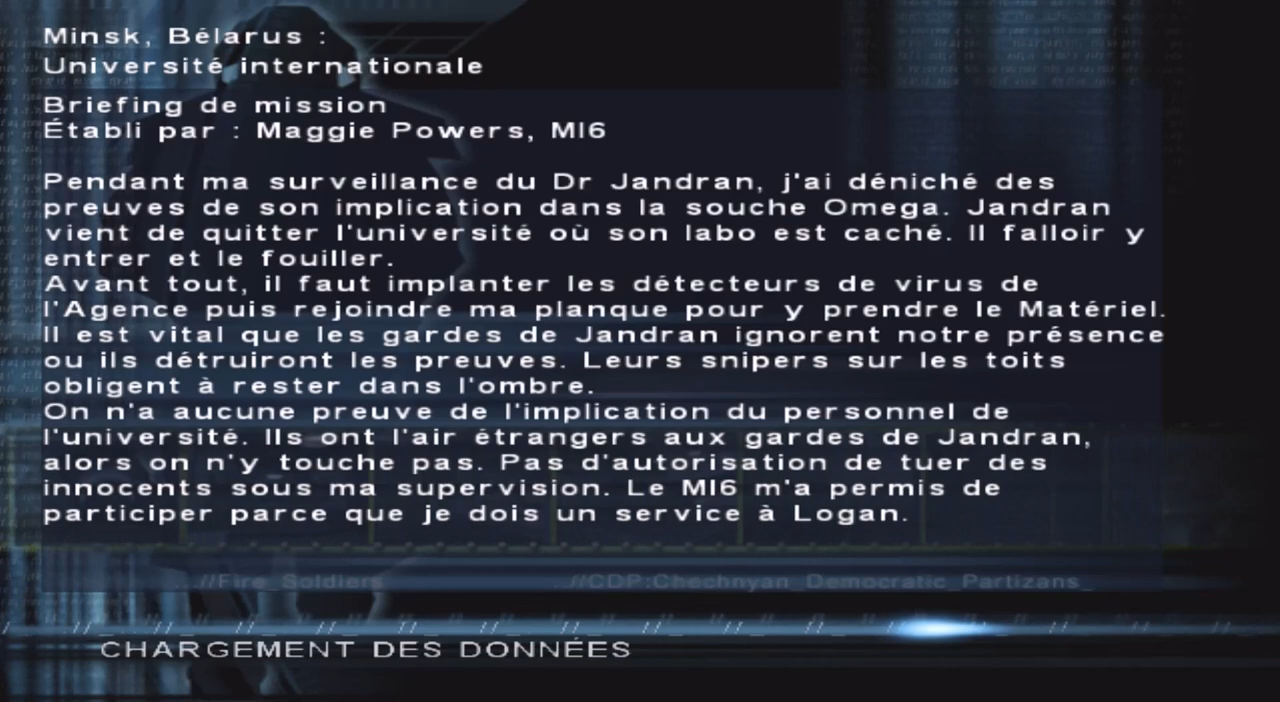 Minsk, Bélarus :
Université internationale
Briefing de mission
Établi par : Maggie Powers, MI6
Pendant ma surveillance du Dr Jandran, j'ai déniché des
preuves de son implication dans la souche Omega. Jandran
vient de quitter l'université où son labo est caché. Il falloir y
entrer et le fouiller.
Avant tout, il faut implanter les détecteurs de virus de
l'Agence puis rejoindre ma planque pour y prendre le Matériel.
Il est vital que les gardes de Jandran ignorent notre présence
ou ils détruiront les preuves. Leurs snipers sur les toits
obligent à rester dans l'ombre.
On n'a aucune preuve de l'implication du personnel de
l'université. Ils ont l'air étrangers aux gardes de Jandran,
alors on n'y touche pas. Pas d'autorisation de tuer des
innocents sous ma supervision. Le MI6 m'a permis de
participer parce que je dois un service à Logan.
...//Fire_Soldiers ...//CDP:Chechnyan_Democratic_Partizans_
CHARGEMENT DES DONNÉES